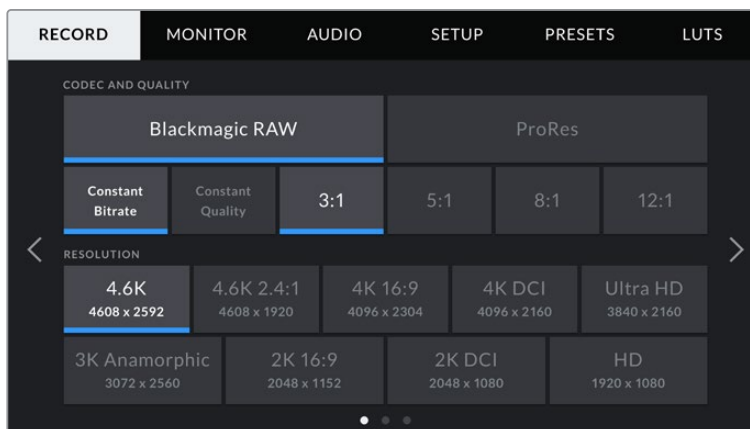 RECORD MONITOR AUDIO SETUP PRESETS LUTS
CODEC AND QUALITY
Blackmagic RAW ProRes
Constant Bitrate Constant Quality 3:1 5:1 8:1 12:1
RESOLUTION
4.6K 4.6K 2.4:1 4K 16:9 4K DCI Ultra HD
4608 x 2592 4608 x 1920 4096 x 2304 4096 x 2160 3840 x 2160
3K Anamorphic 2K 16:9 2K DCI HD
3072 x 2560 2048 x 1152 2048 x 1080 1920 x 1080